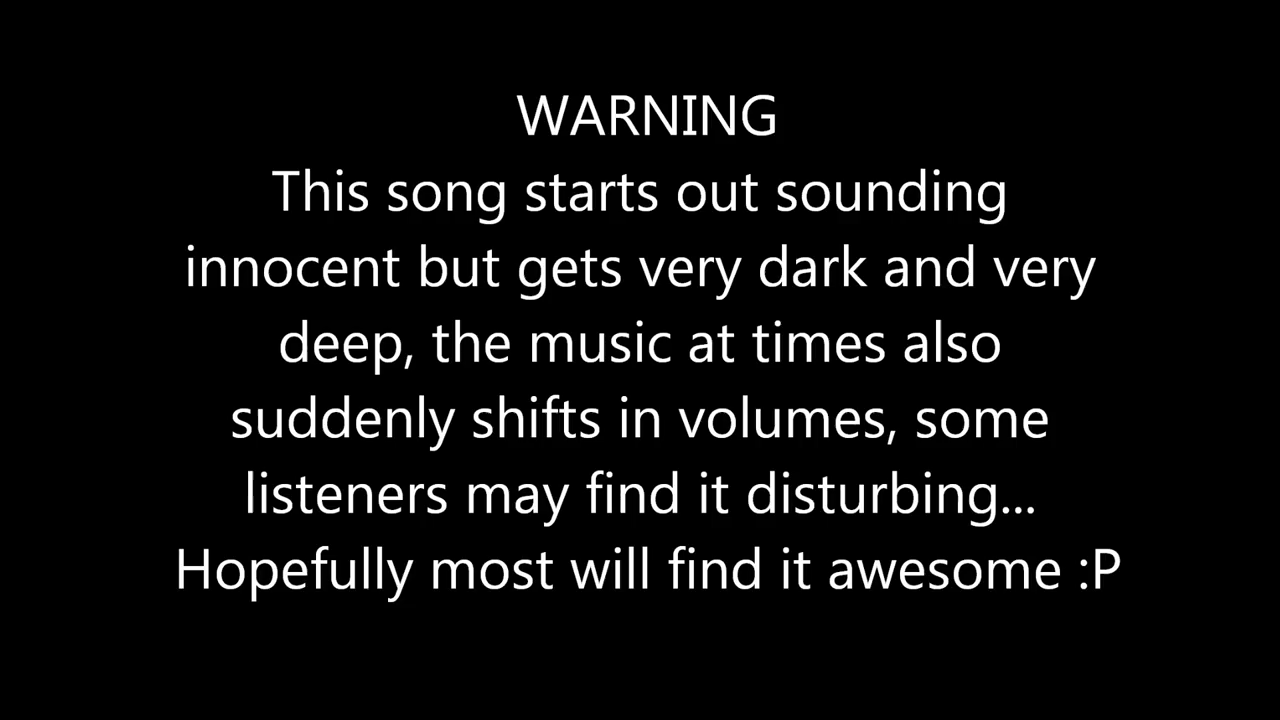 WARNING
This song starts out sounding
innocent but gets very dark and very
deep, the music at times also
suddenly shifts in volumes, some
listeners may find it disturbing...
Hopefully most will find it awesome :P